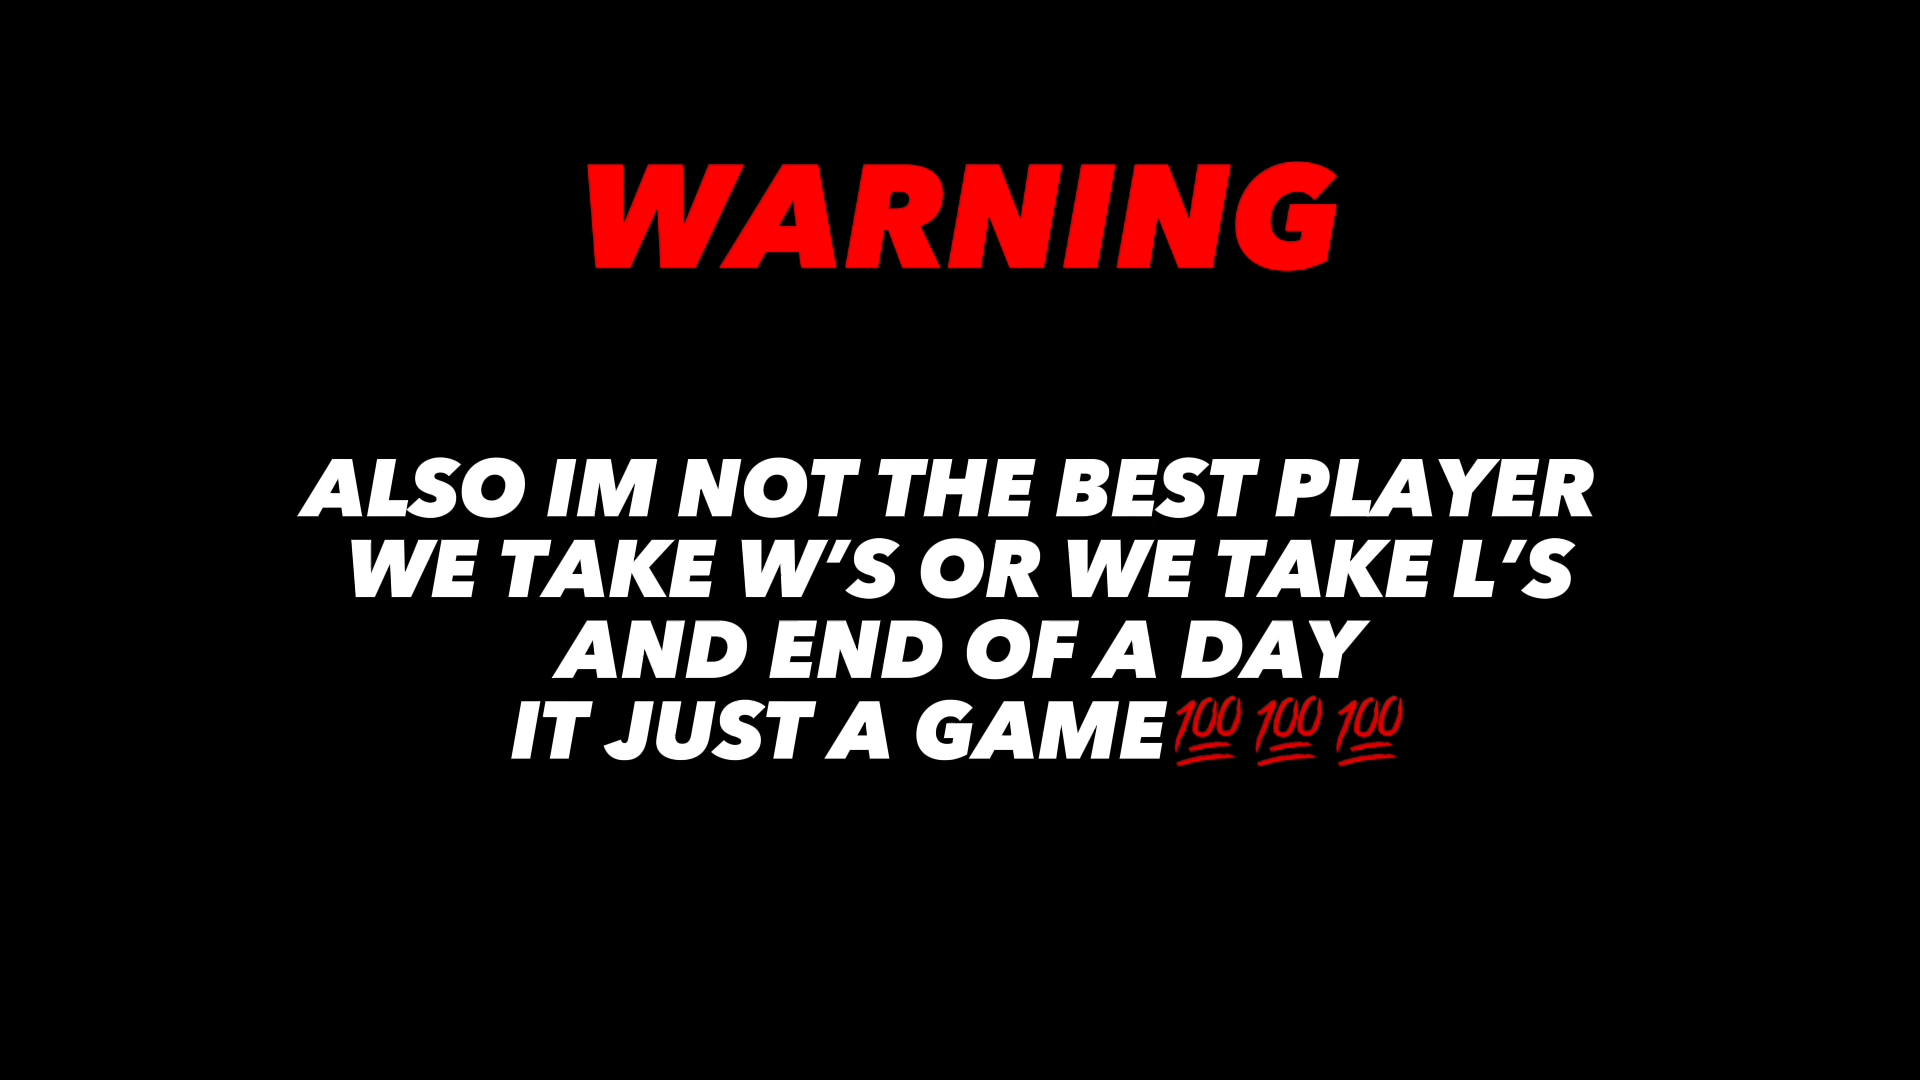 WARNING
ALSO IM NOT THE BEST PLAYER
WE TAKE W’S OR WE TAKE L’S
AND END OF A DAY
IT JUST A GAME💯💯💯